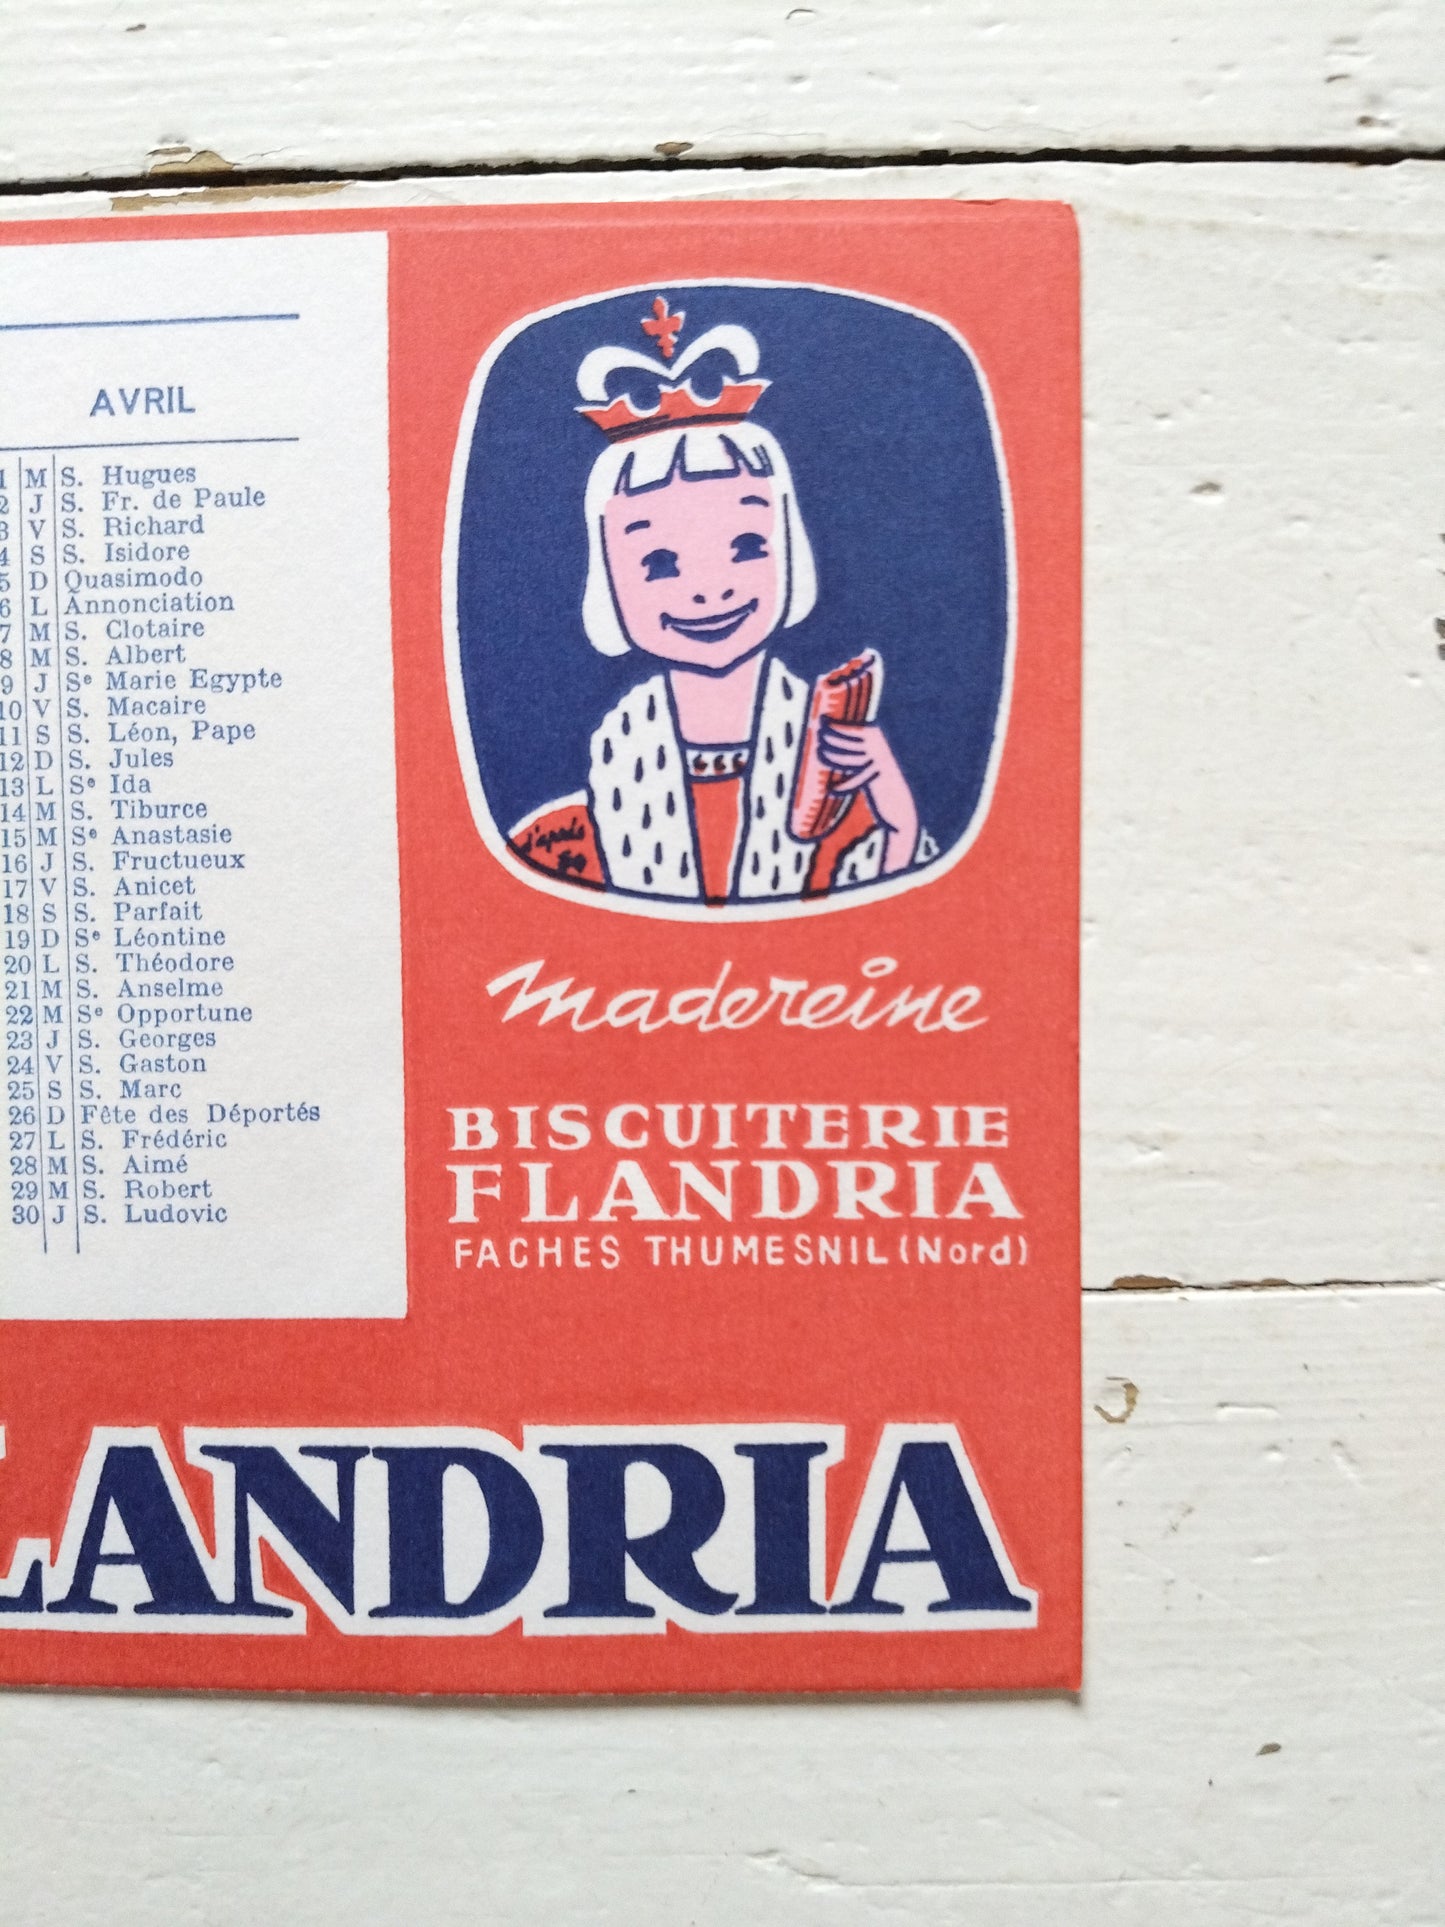 AVRIL
1 M S. Hugues
2 J S. Fr. de Paule
3 V S. Richard
4 S S. Isidore
5 D Quasimodo
6 L Annonciation
7 M S. Clotaire
8 M S. Albert
9 J Sᵉ Marie Egypte
10 V S. Macaire
11 S S. Léon, Pape
12 D S. Jules
13 L Sᵉ Ida
14 M S. Tiburce
15 M Sᵉ Anastasie
16 J S. Fructueux
17 V S. Anicet
18 S S. Parfait
19 D Sᵉ Léontine
20 L S. Théodore
21 M S. Anselme
22 M Sᵉ Opportune
23 J S. Georges
24 V S. Gaston
25 S S. Marc
26 D Fête des Déportés
27 L S. Frédéric
28 M S. Aimé
29 M S. Robert
30 J S. Ludovic
d'après
Madereine
BISCUITERIE
FLANDRIA
FACHES THUMESNIL (Nord)
LANDRIA